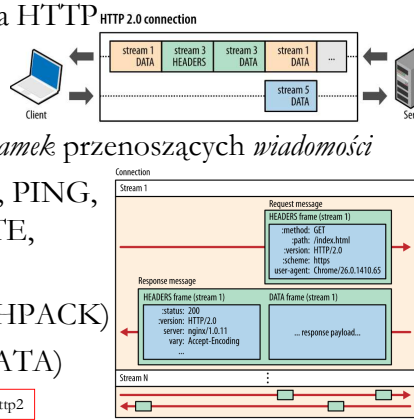 a HTTP
HTTP 2.0 connection
stream 1 DATA
stream 3 HEADERS
stream 3 DATA
stream 1 DATA
...
stream 5 DATA
Client
Ser
amek przenoszących wiadomości
, PING,
TE,
HPACK)
ATA)
ttp2
Connection
Stream 1
Request message
HEADERS frame (stream 1)
:method: GET
:path: /index.html
:version: HTTP/2.0
:scheme: https
user-agent: Chrome/26.0.1410.65
Response message
HEADERS frame (stream 1)
:status: 200
:version: HTTP/2.0
server: nginx/1.0.11
vary: Accept-Encoding
...
DATA frame (stream 1)
... response payload...
Stream N